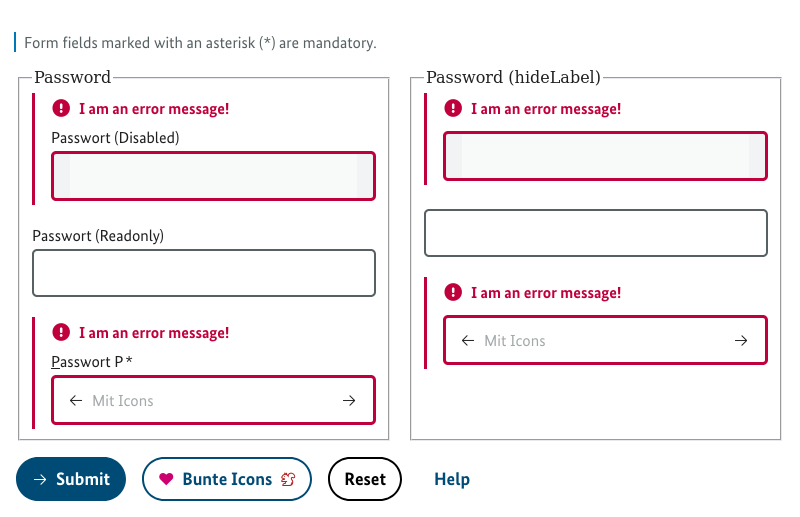 Form fields marked with an asterisk (*) are mandatory.
Password
I am an error message!
Passwort (Disabled)
Passwort (Readonly)
I am an error message!
Passwort P*
Mit Icons
Password (hideLabel)
I am an error message!
I am an error message!
Mit Icons
Submit
Bunte Icons
Reset
Help